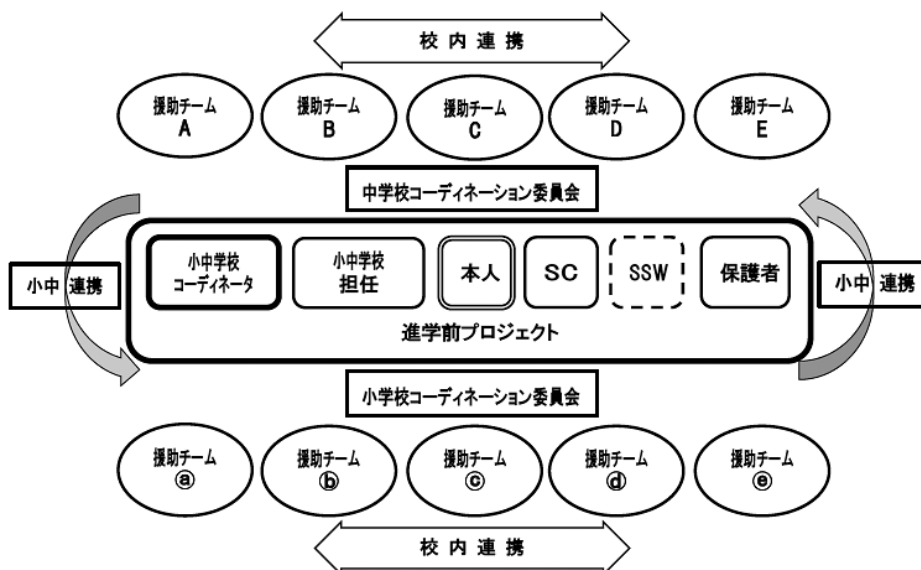 校内連携
援助チーム
A
援助チーム
B
援助チーム
C
援助チーム
D
援助チーム
E
中学校コーディネーション委員会
小中学校
コーディネータ
小中学校
担任
本人
SC
SSW
保護者
小中連携
小中連携
進学前プロジェクト
小学校コーディネーション委員会
援助チーム
ⓐ
援助チーム
ⓑ
援助チーム
ⓒ
援助チーム
ⓓ
援助チーム
ⓔ
校内連携